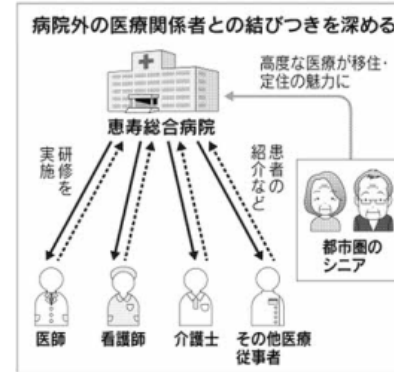 病院外の医療関係者との結びつきを深める
高度な医療が移住・
定住の魅力に
恵寿総合病院
研修を
実施
患者の
紹介など
都市圏の
シニア
医師
看護師
介護士
その他医療
従事者